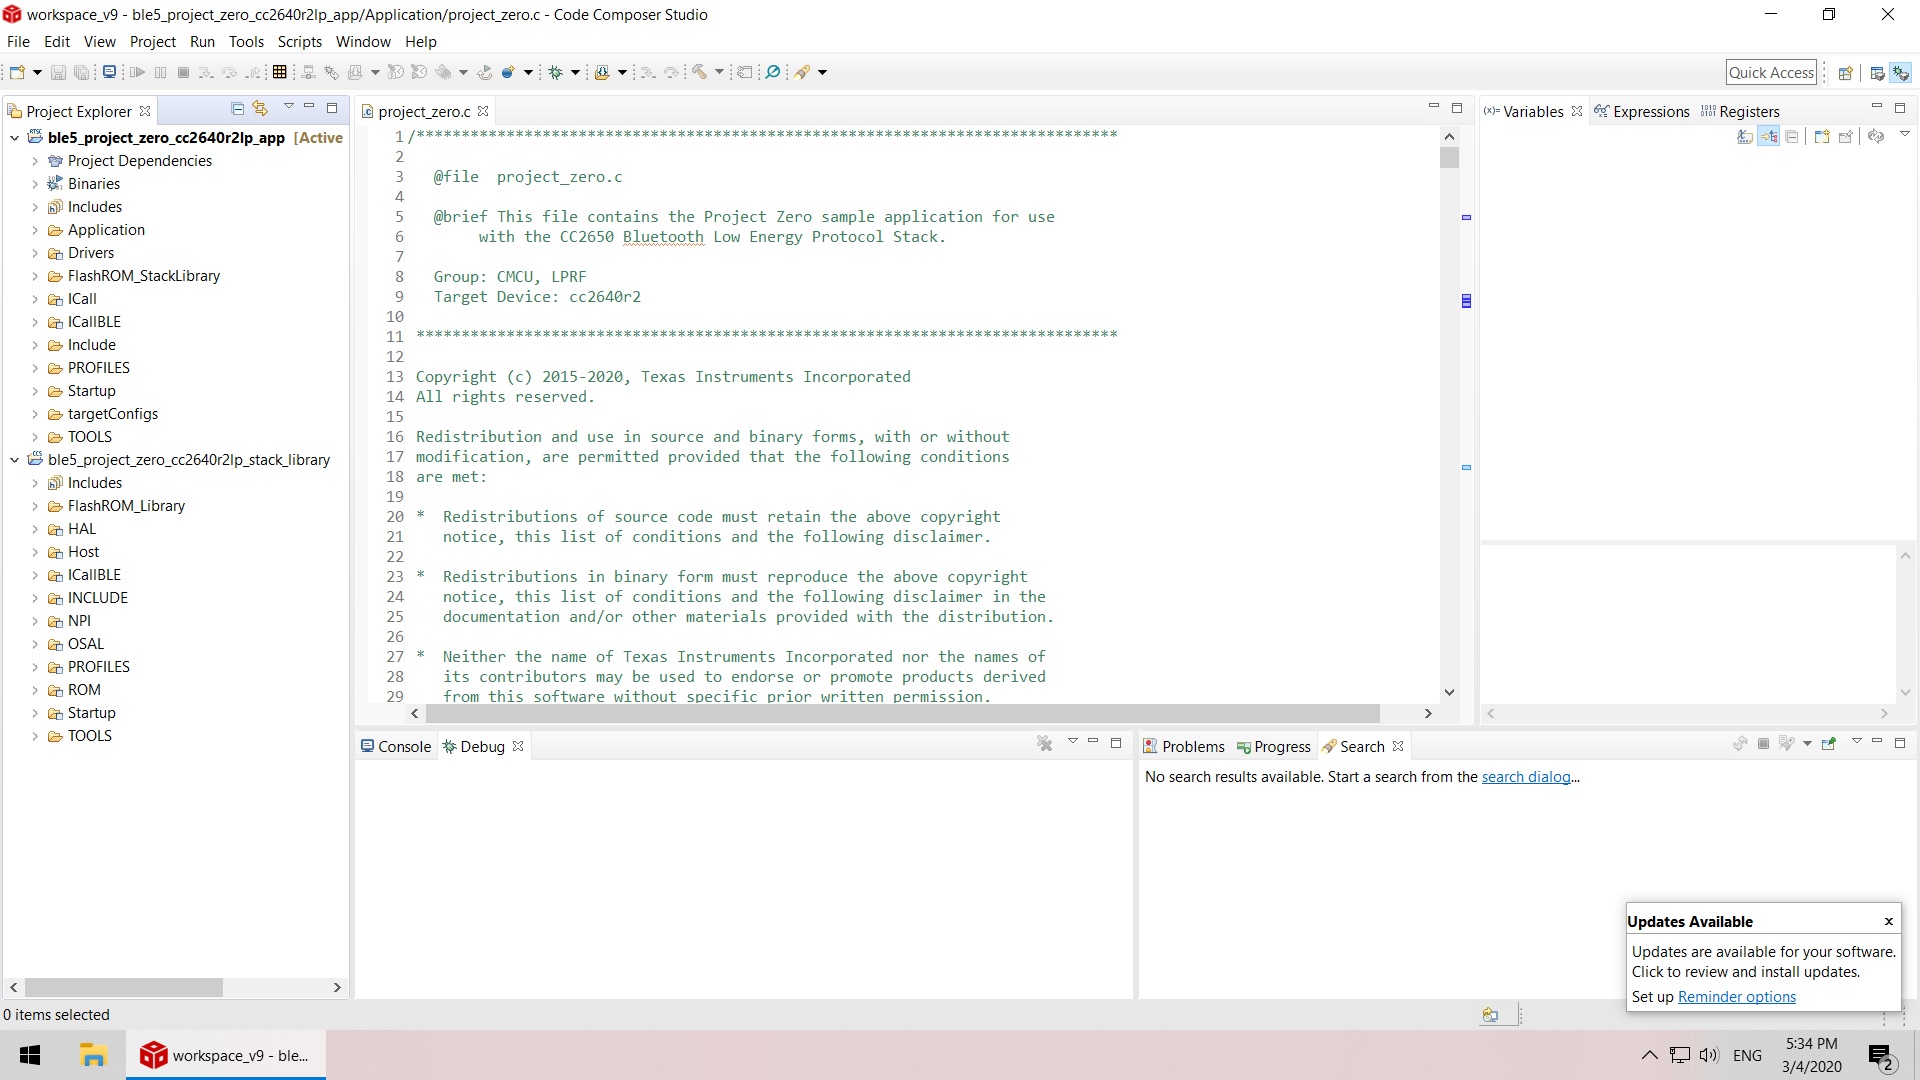 workspace_v9 - ble5_project_zero_cc2640r2lp_app/Application/project_zero.c - Code Composer Studio
File Edit View Project Run Tools Scripts Window Help
Quick Access
Project Explorer
ble5_project_zero_cc2640r2lp_app [Active
Project Dependencies
Binaries
Includes
Application
Drivers
FlashROM_StackLibrary
ICall
ICallBLE
Include
PROFILES
Startup
targetConfigs
TOOLS
ble5_project_zero_cc2640r2lp_stack_library
Includes
FlashROM_Library
HAL
Host
ICallBLE
INCLUDE
NPI
OSAL
PROFILES
ROM
Startup
TOOLS
project_zero.c
1 /******************************************************************************
2
3 @file project_zero.c
4
5 @brief This file contains the Project Zero sample application for use
6 with the CC2650 Bluetooth Low Energy Protocol Stack.
7
8 Group: CMCU, LPRF
9 Target Device: cc2640r2
10
11 ******************************************************************************
12
13 Copyright (c) 2015-2020, Texas Instruments Incorporated
14 All rights reserved.
15
16 Redistribution and use in source and binary forms, with or without
17 modification, are permitted provided that the following conditions
18 are met:
19
20 * Redistributions of source code must retain the above copyright
21 notice, this list of conditions and the following disclaimer.
22
23 * Redistributions in binary form must reproduce the above copyright
24 notice, this list of conditions and the following disclaimer in the
25 documentation and/or other materials provided with the distribution.
26
27 * Neither the name of Texas Instruments Incorporated nor the names of
28 its contributors may be used to endorse or promote products derived
29 from this software without specific prior written permission.
(x)= Variables Expressions Registers
Console Debug
Problems Progress Search
No search results available. Start a search from the search dialog...
Updates Available x
Updates are available for your software.
Click to review and install updates.
Set up Reminder options
0 items selected
workspace_v9 - ble...
ENG
5:34 PM
3/4/2020
2